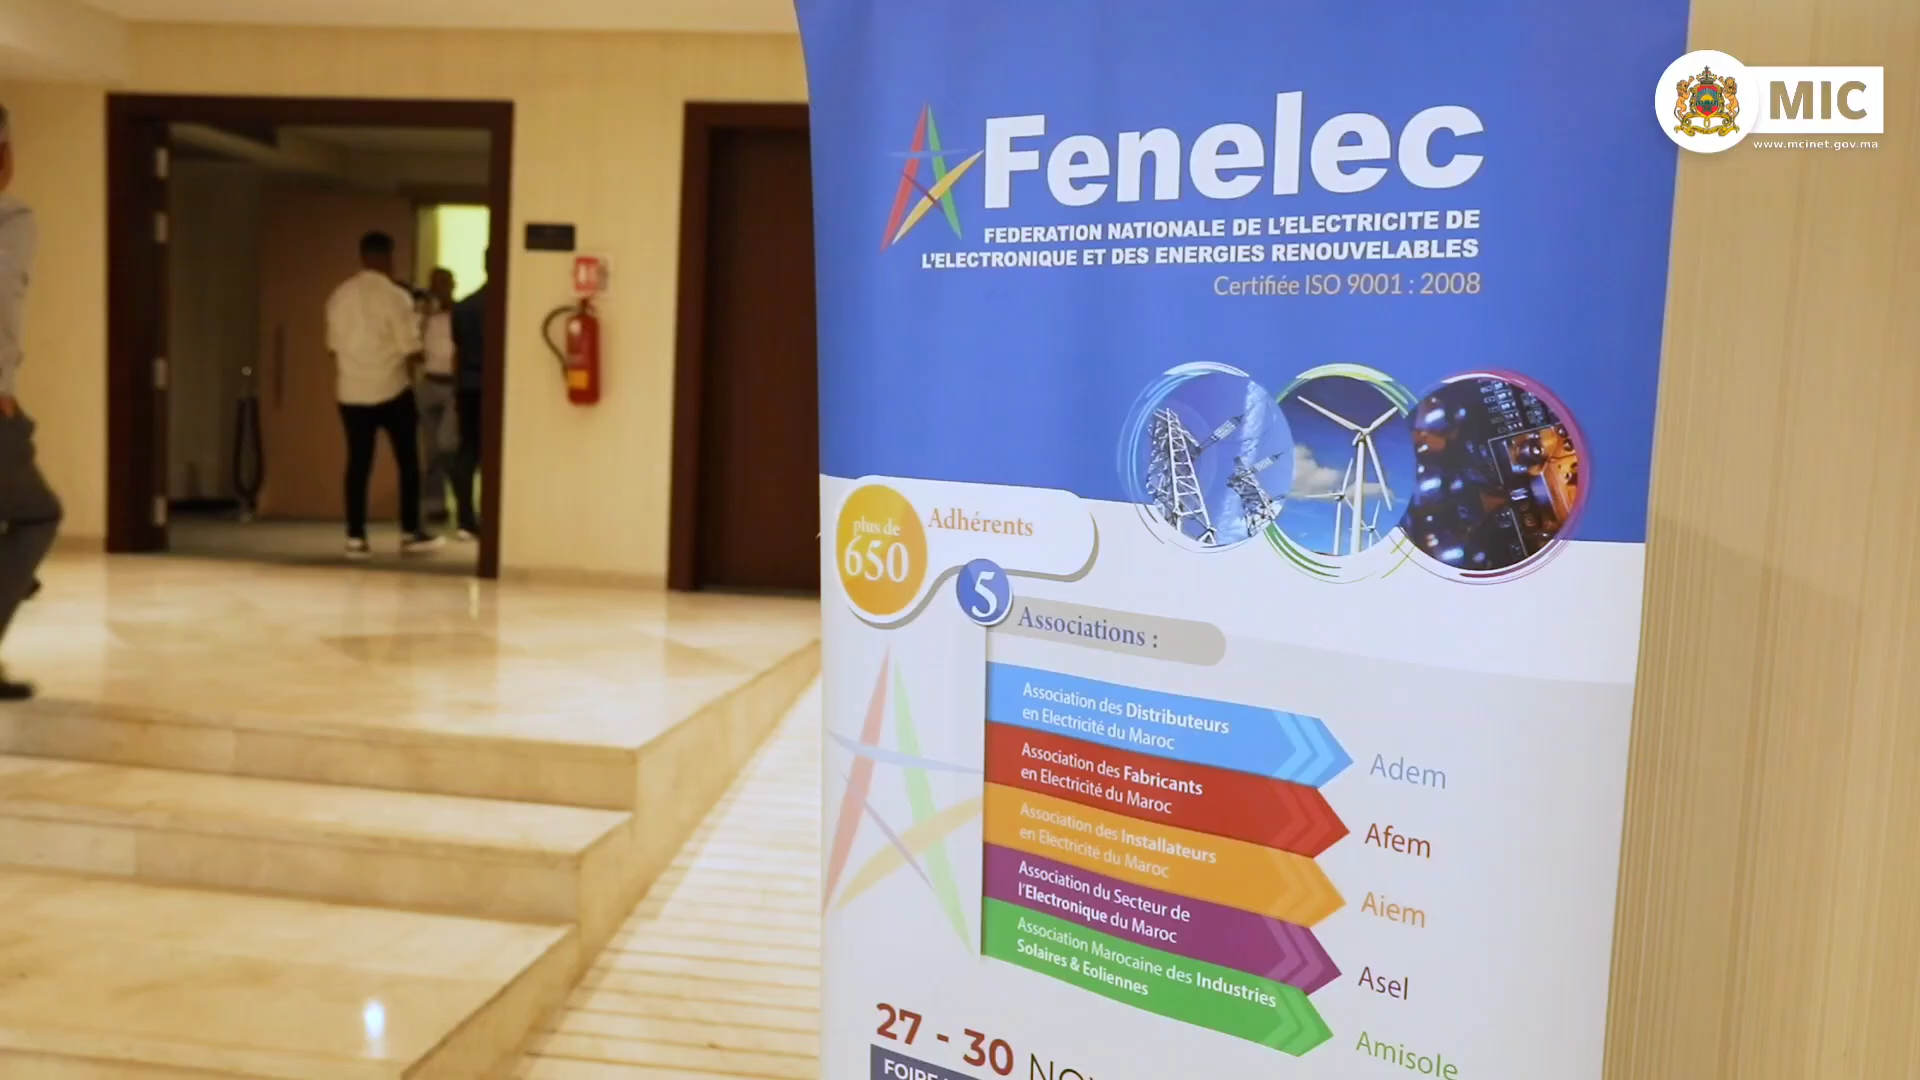 MIC
www.mcinet.gov.ma
Fenelec
FEDERATION NATIONALE DE L'ELECTRICITE DE
L'ELECTRONIQUE ET DES ENERGIES RENOUVELABLES
Certifiée ISO 9001 : 2008
plus de
650
Adhérents
5
Associations :
Association des Distributeurs
en Electricité du Maroc
Adem
Association des Fabricants
en Electricité du Maroc
Afem
Association des Installateurs
en Electricité du Maroc
Aiem
Association du Secteur de
l'Electronique du Maroc
Asel
Association Marocaine des Industries
Solaires & Eoliennes
Amisole
27 - 30